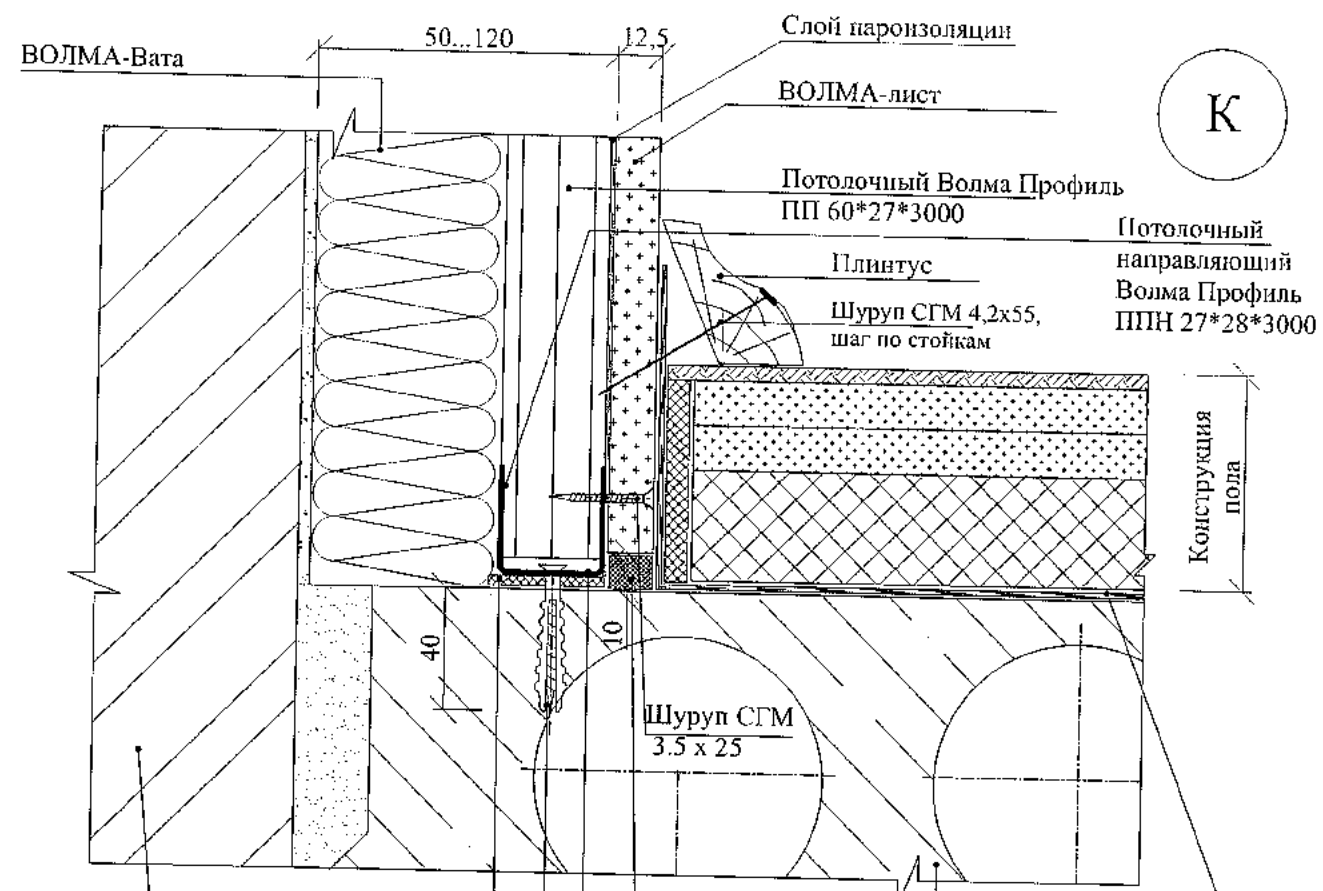 Слой пароизоляции
50...120
12,5
ВОЛМА-Вата
ВОЛМА-лист
К
Потолочный Волма Профиль
ПП 60*27*3000
Потолочный
направляющий
Волма Профиль
ППН 27*28*3000
Плинтус
Шуруп СГМ 4,2х55,
шаг по стойкам
Конструкция
пола
40
10
Шуруп СГМ
3.5 х 25